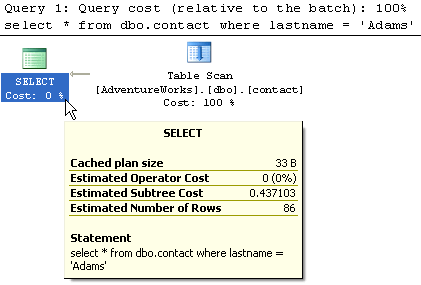 Query 1: Query cost (relative to the batch): 100%
select * from dbo.contact where lastname = 'Adams'
SELECT
Cost: 0 %
Table Scan
[AdventureWorks].[dbo].[contact]
Cost: 100 %
SELECT
Cached plan size 33 B
Estimated Operator Cost 0 (0%)
Estimated Subtree Cost 0.437103
Estimated Number of Rows 86
Statement
select * from dbo.contact where lastname =
'Adams'